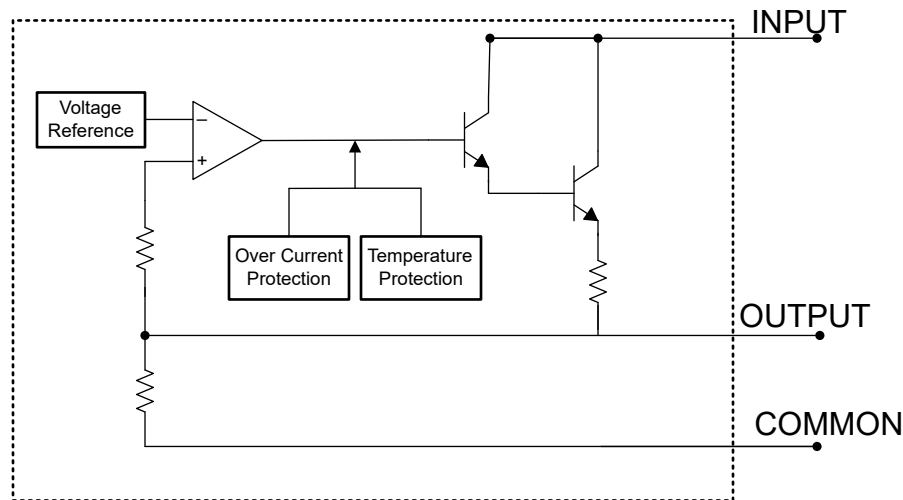 INPUT
Voltage
Reference
−
+
Over Current
Protection
Temperature
Protection
OUTPUT
COMMON